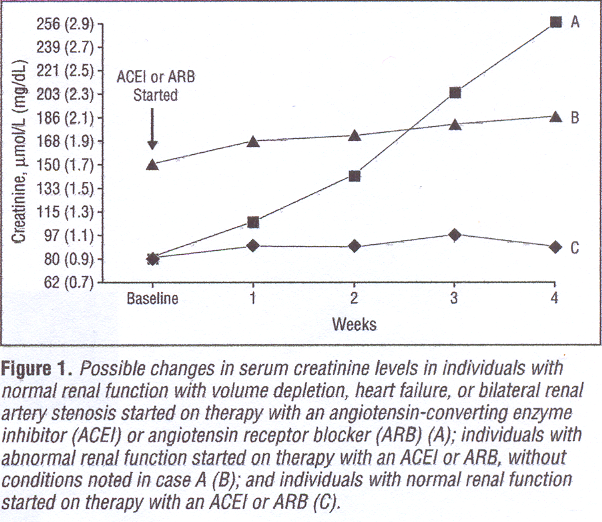 256 (2.9)
239 (2.7)
221 (2.5)
203 (2.3)
186 (2.1)
168 (1.9)
150 (1.7)
133 (1.5)
115 (1.3)
97 (1.1)
80 (0.9)
62 (0.7)
Creatinine, µmol/L (mg/dL)
ACEI or ARB
Started
A
B
C
Baseline
1
2
3
4
Weeks
Figure 1. Possible changes in serum creatinine levels in individuals with
normal renal function with volume depletion, heart failure, or bilateral renal
artery stenosis started on therapy with an angiotensin-converting enzyme
inhibitor (ACEI) or angiotensin receptor blocker (ARB) (A); individuals with
abnormal renal function started on therapy with an ACEI or ARB, without
conditions noted in case A (B); and individuals with normal renal function
started on therapy with an ACEI or ARB (C).